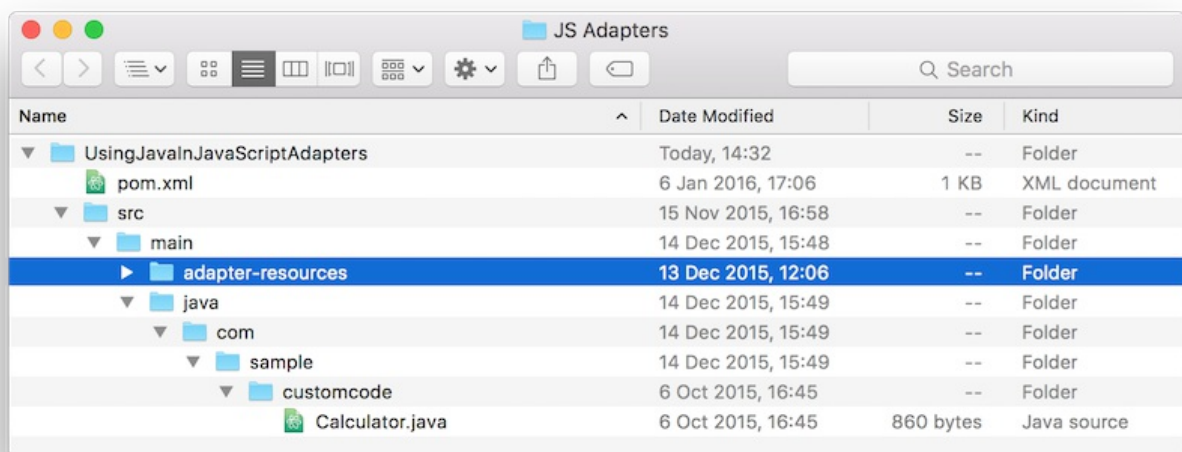 JS Adapters
Search
Name Date Modified Size Kind
UsingJavaInJavaScriptAdapters Today, 14:32 -- Folder
pom.xml 6 Jan 2016, 17:06 1 KB XML document
src 15 Nov 2015, 16:58 -- Folder
main 14 Dec 2015, 15:48 -- Folder
adapter-resources 13 Dec 2015, 12:06 -- Folder
java 14 Dec 2015, 15:49 -- Folder
com 14 Dec 2015, 15:49 -- Folder
sample 14 Dec 2015, 15:49 -- Folder
customcode 6 Oct 2015, 16:45 -- Folder
Calculator.java 6 Oct 2015, 16:45 860 bytes Java source